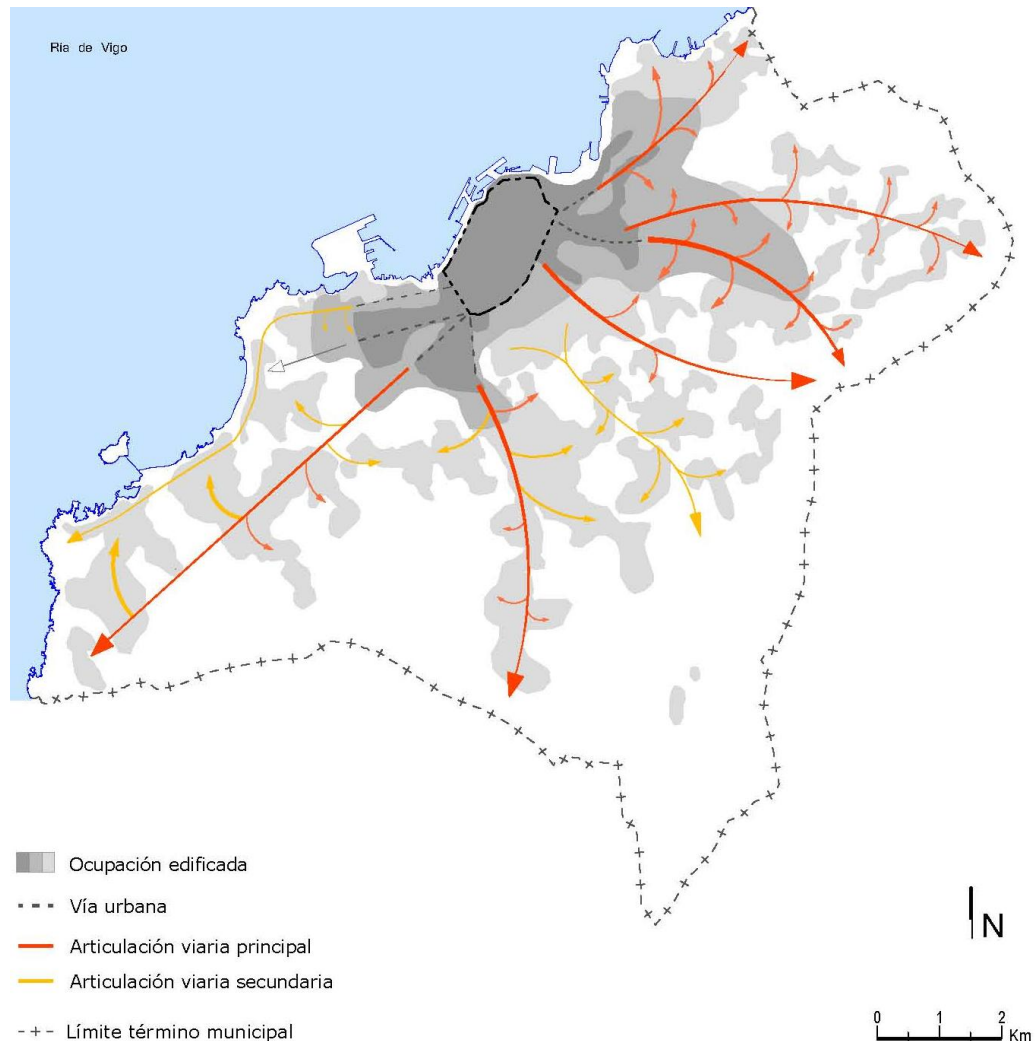 Ria de Vigo
Ocupación edificada
Vía urbana
Articulación viaria principal
Articulación viaria secundaria
Límite término municipal
N
0 1 2
Km